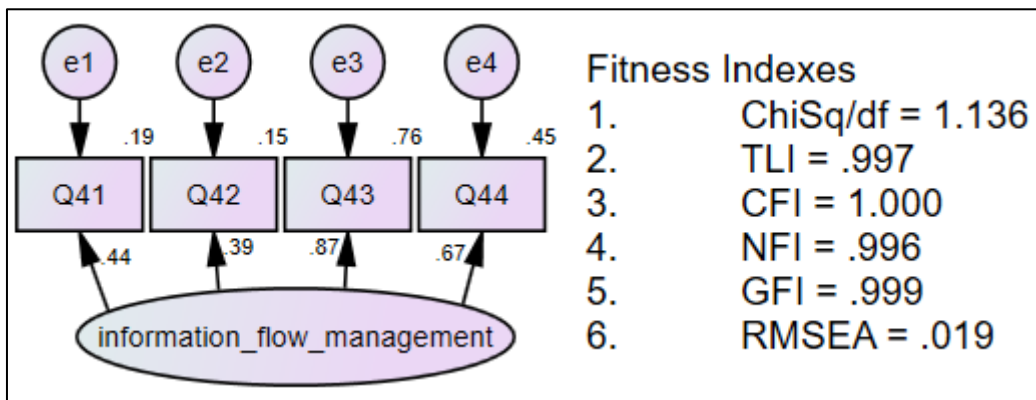 e1 e2 e3 e4
.19 .15 .76 .45
Q41 Q42 Q43 Q44
.44 .39 .87 .67
information_flow_management
Fitness Indexes
1. ChiSq/df = 1.136
2. TLI = .997
3. CFI = 1.000
4. NFI = .996
5. GFI = .999
6. RMSEA = .019